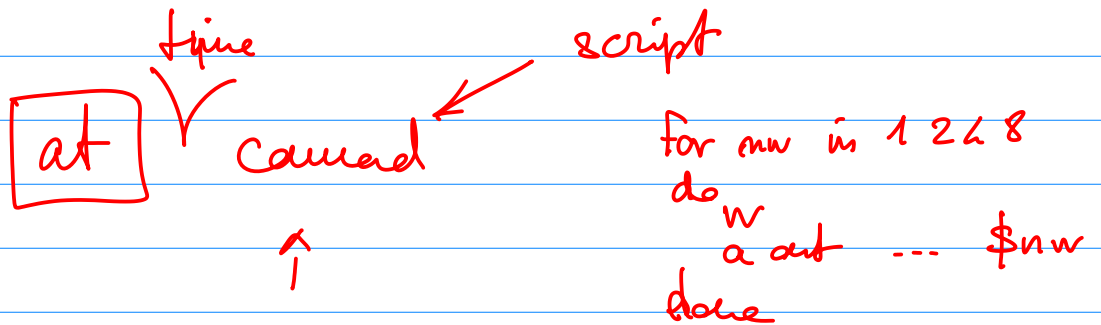 time
script
at command
for nw in 1 2 4 8
do
w
a out ... $nw
done